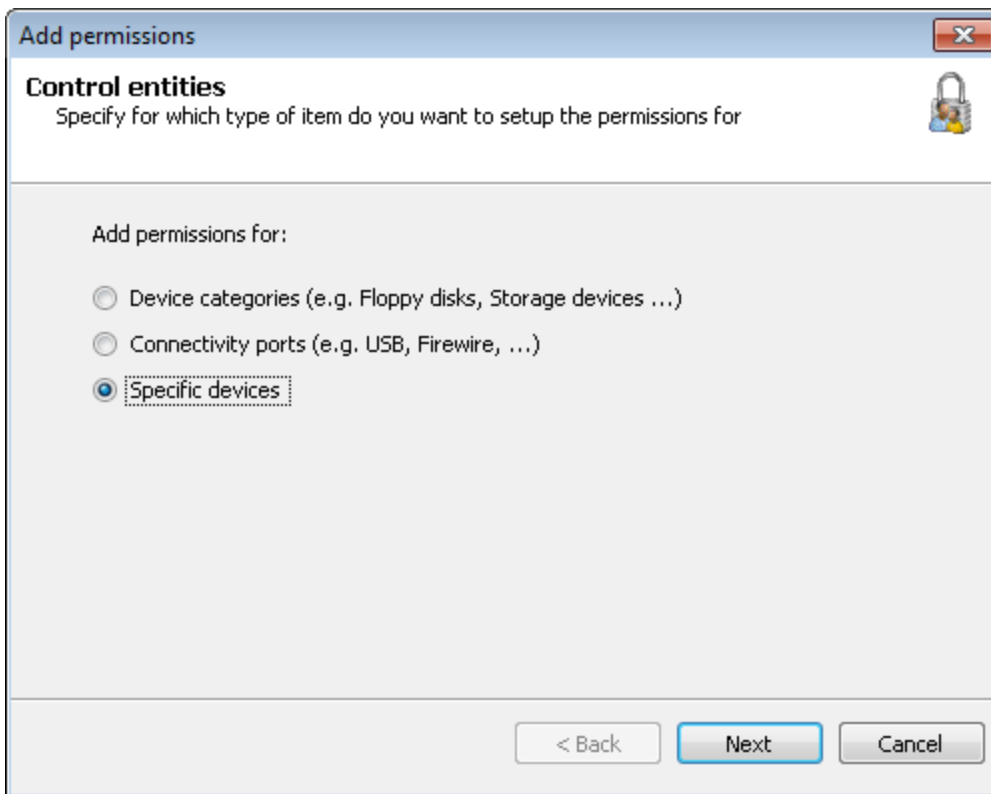 Add permissions
Control entities
Specify for which type of item do you want to setup the permissions for
Add permissions for:
Device categories (e.g. Floppy disks, Storage devices ...)
Connectivity ports (e.g. USB, Firewire, ...)
Specific devices
< Back Next Cancel